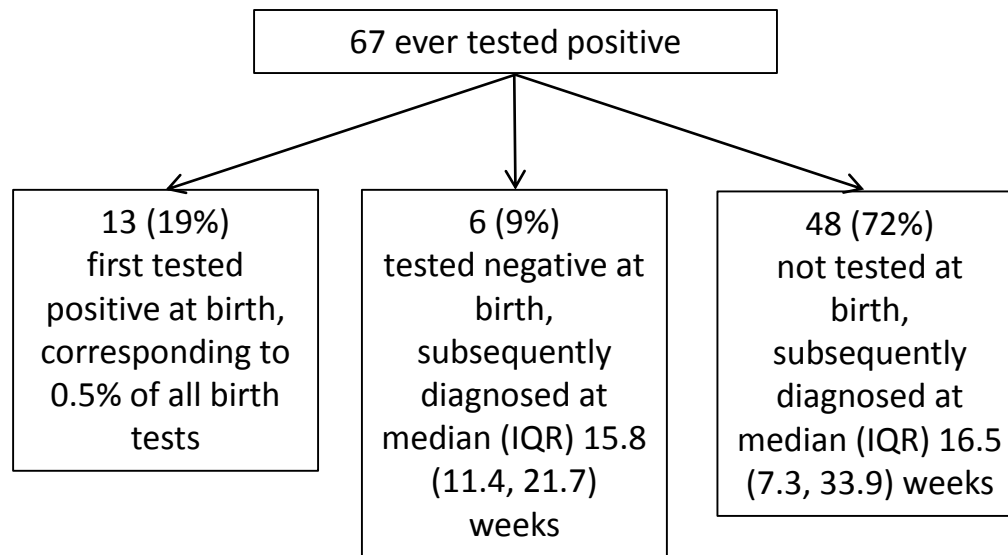 67 ever tested positive
13 (19%)
first tested
positive at birth,
corresponding to
0.5% of all birth
tests
6 (9%)
tested negative at
birth,
subsequently
diagnosed at
median (IQR) 15.8
(11.4, 21.7)
weeks
48 (72%)
not tested at
birth,
subsequently
diagnosed at
median (IQR) 16.5
(7.3, 33.9) weeks